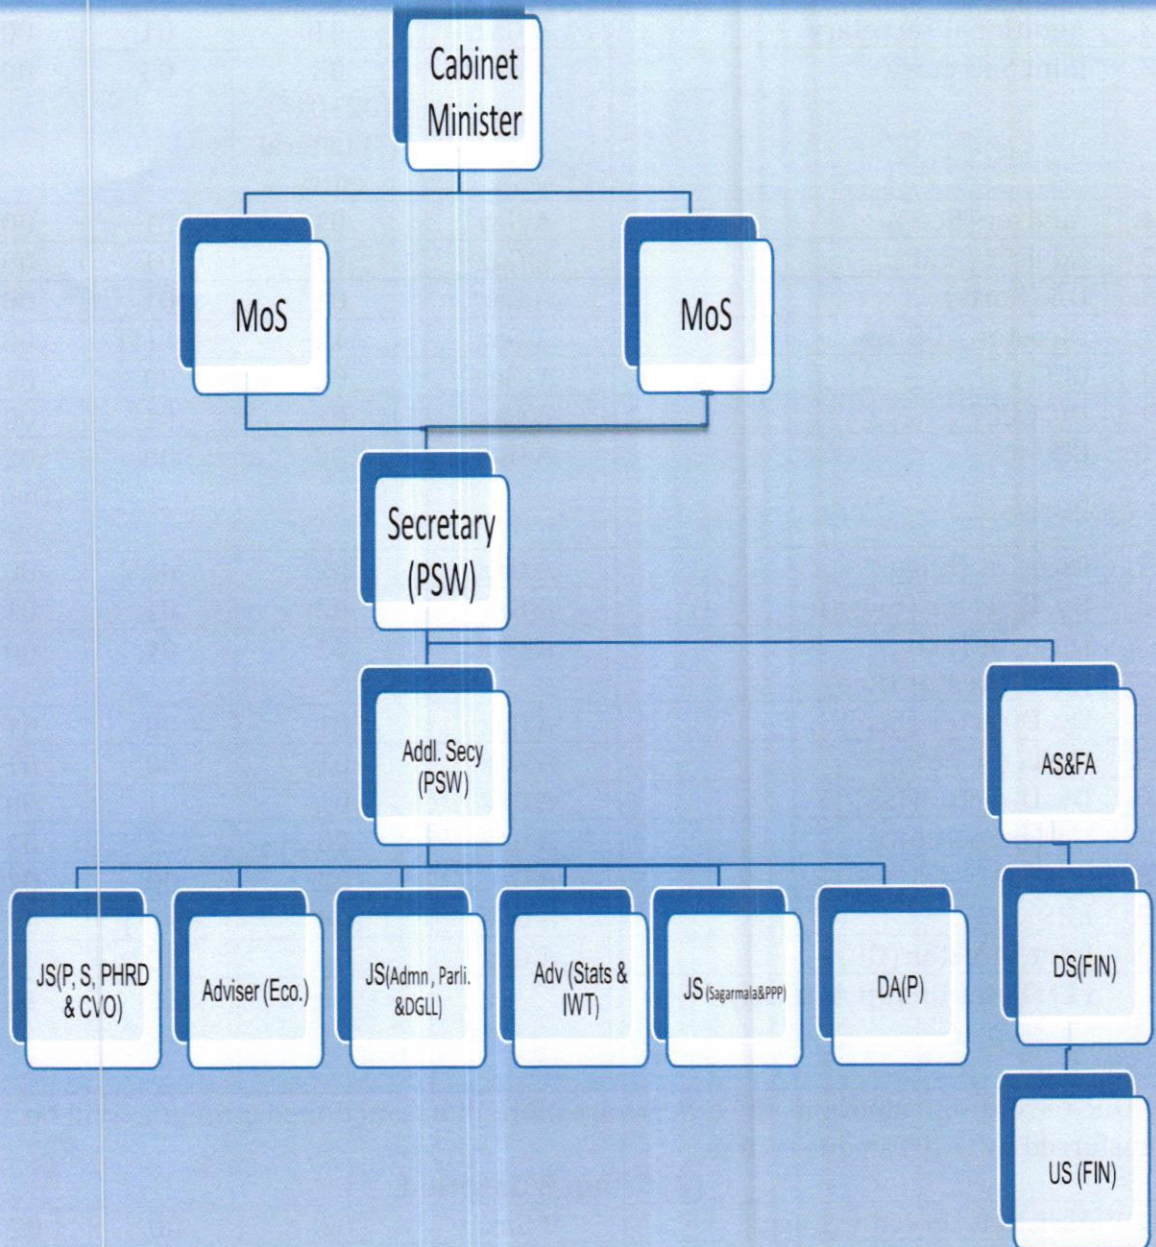 Cabinet
Minister
MoS
MoS
Secretary
(PSW)
Addl. Secy
(PSW)
AS&FA
JS(P, S, PHRD
& CVO)
Adviser (Eco.)
JS(Admn, Parli.
&DGLL)
Adv (Stats &
IWT)
JS (Sagarmala&PPP)
DA(P)
DS(FIN)
US (FIN)